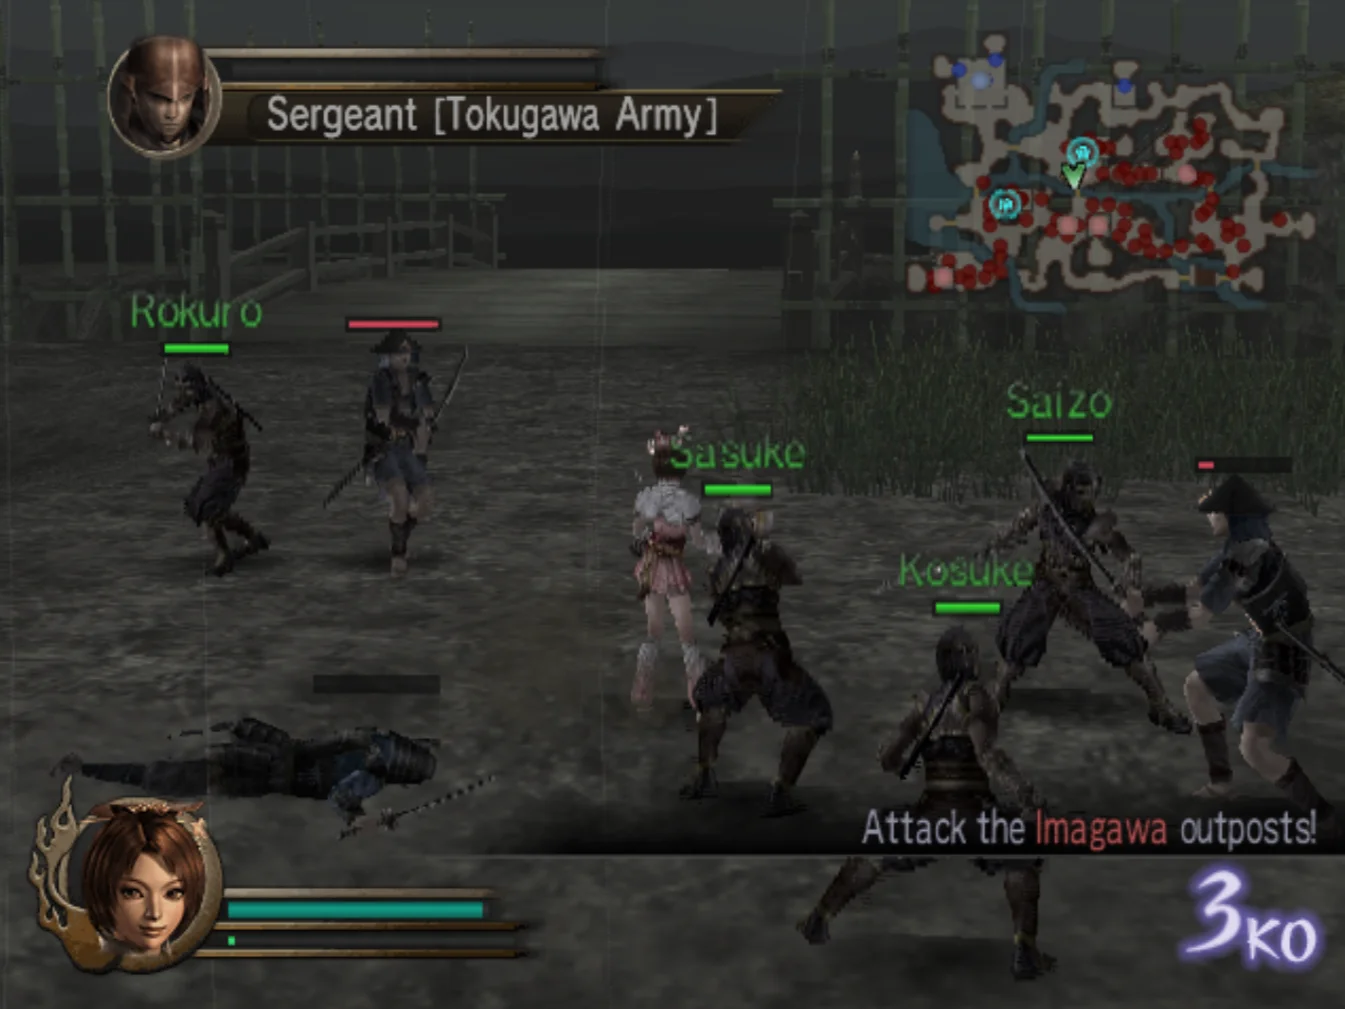 Sergeant [Tokugawa Army]
Rokuro
Sasuke
Saizo
Kosuke
Attack the Imagawa outposts!
3KO